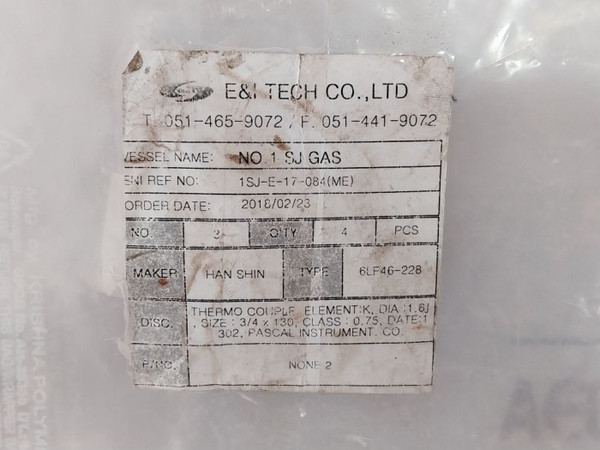 E&I TECH CO.,LTD
T. 051-465-9072 / F. 051-441-9072
VESSEL NAME: NO.1 SJ GAS
ENI REF NO: 1SJ-E-17-084(ME)
ORDER DATE: 2018/02/23
NO. 2 Q'TY 4 PCS
MAKER HAN SHIN TYPE 6LF46-228
DISC. THERMO COUPLE, ELEMENT:K, DIA :1.6
, SIZE : 3/4 x 130, CLASS : 0.75, DATE:1
302, PASCAL INSTRUMENT. CO.
P/NO. NONE 2